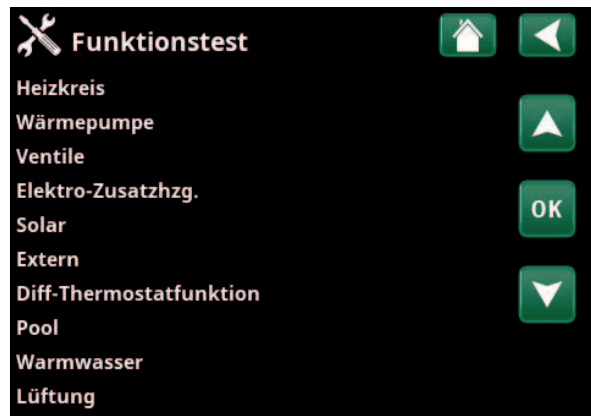 Funktionstest
Heizkreis
Wärmepumpe
Ventile
Elektro-Zusatzhzg.
Solar
OK
Extern
Diff-Thermostatfunktion
Pool
Warmwasser
Lüftung